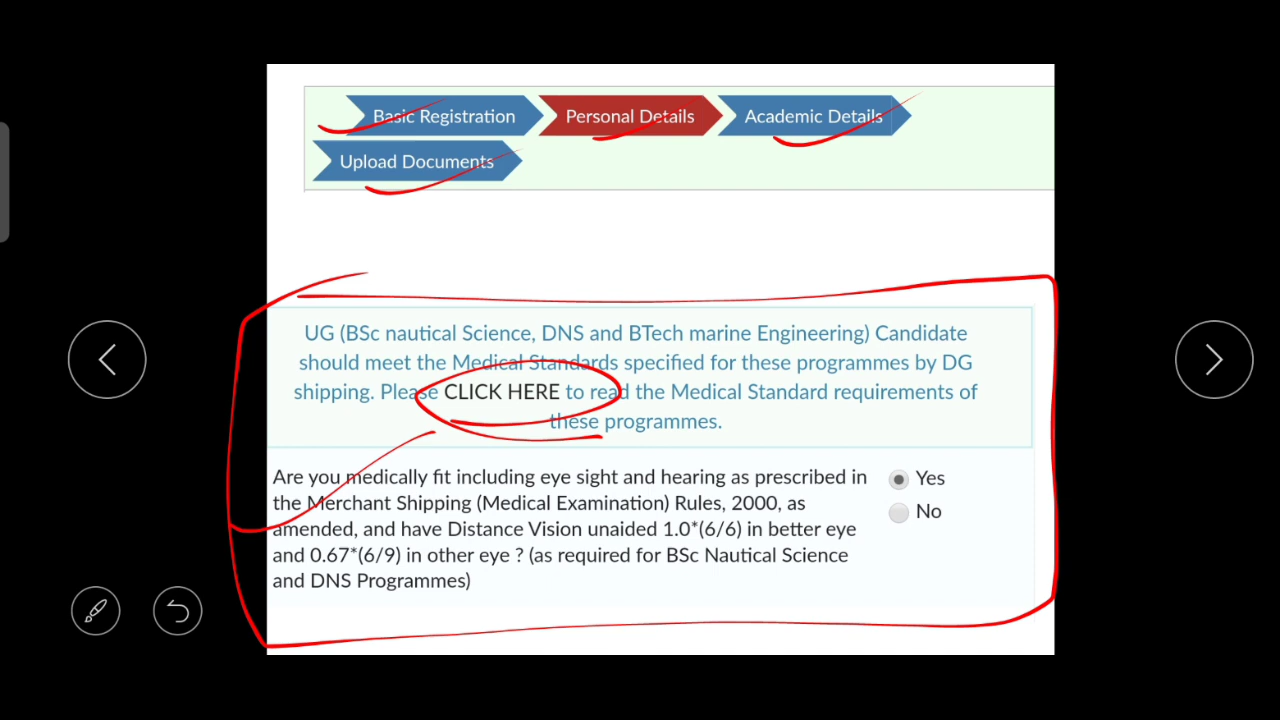 Basic Registration Personal Details Academic Details
Upload Documents
UG (BSc nautical Science, DNS and BTech marine Engineering) Candidate
should meet the Medical Standards specified for these programmes by DG
shipping. Please CLICK HERE to read the Medical Standard requirements of
these programmes.
Are you medically fit including eye sight and hearing as prescribed in
the Merchant Shipping (Medical Examination) Rules, 2000, as
amended, and have Distance Vision unaided 1.0*(6/6) in better eye
and 0.67*(6/9) in other eye ? (as required for BSc Nautical Science
and DNS Programmes)
Yes
No